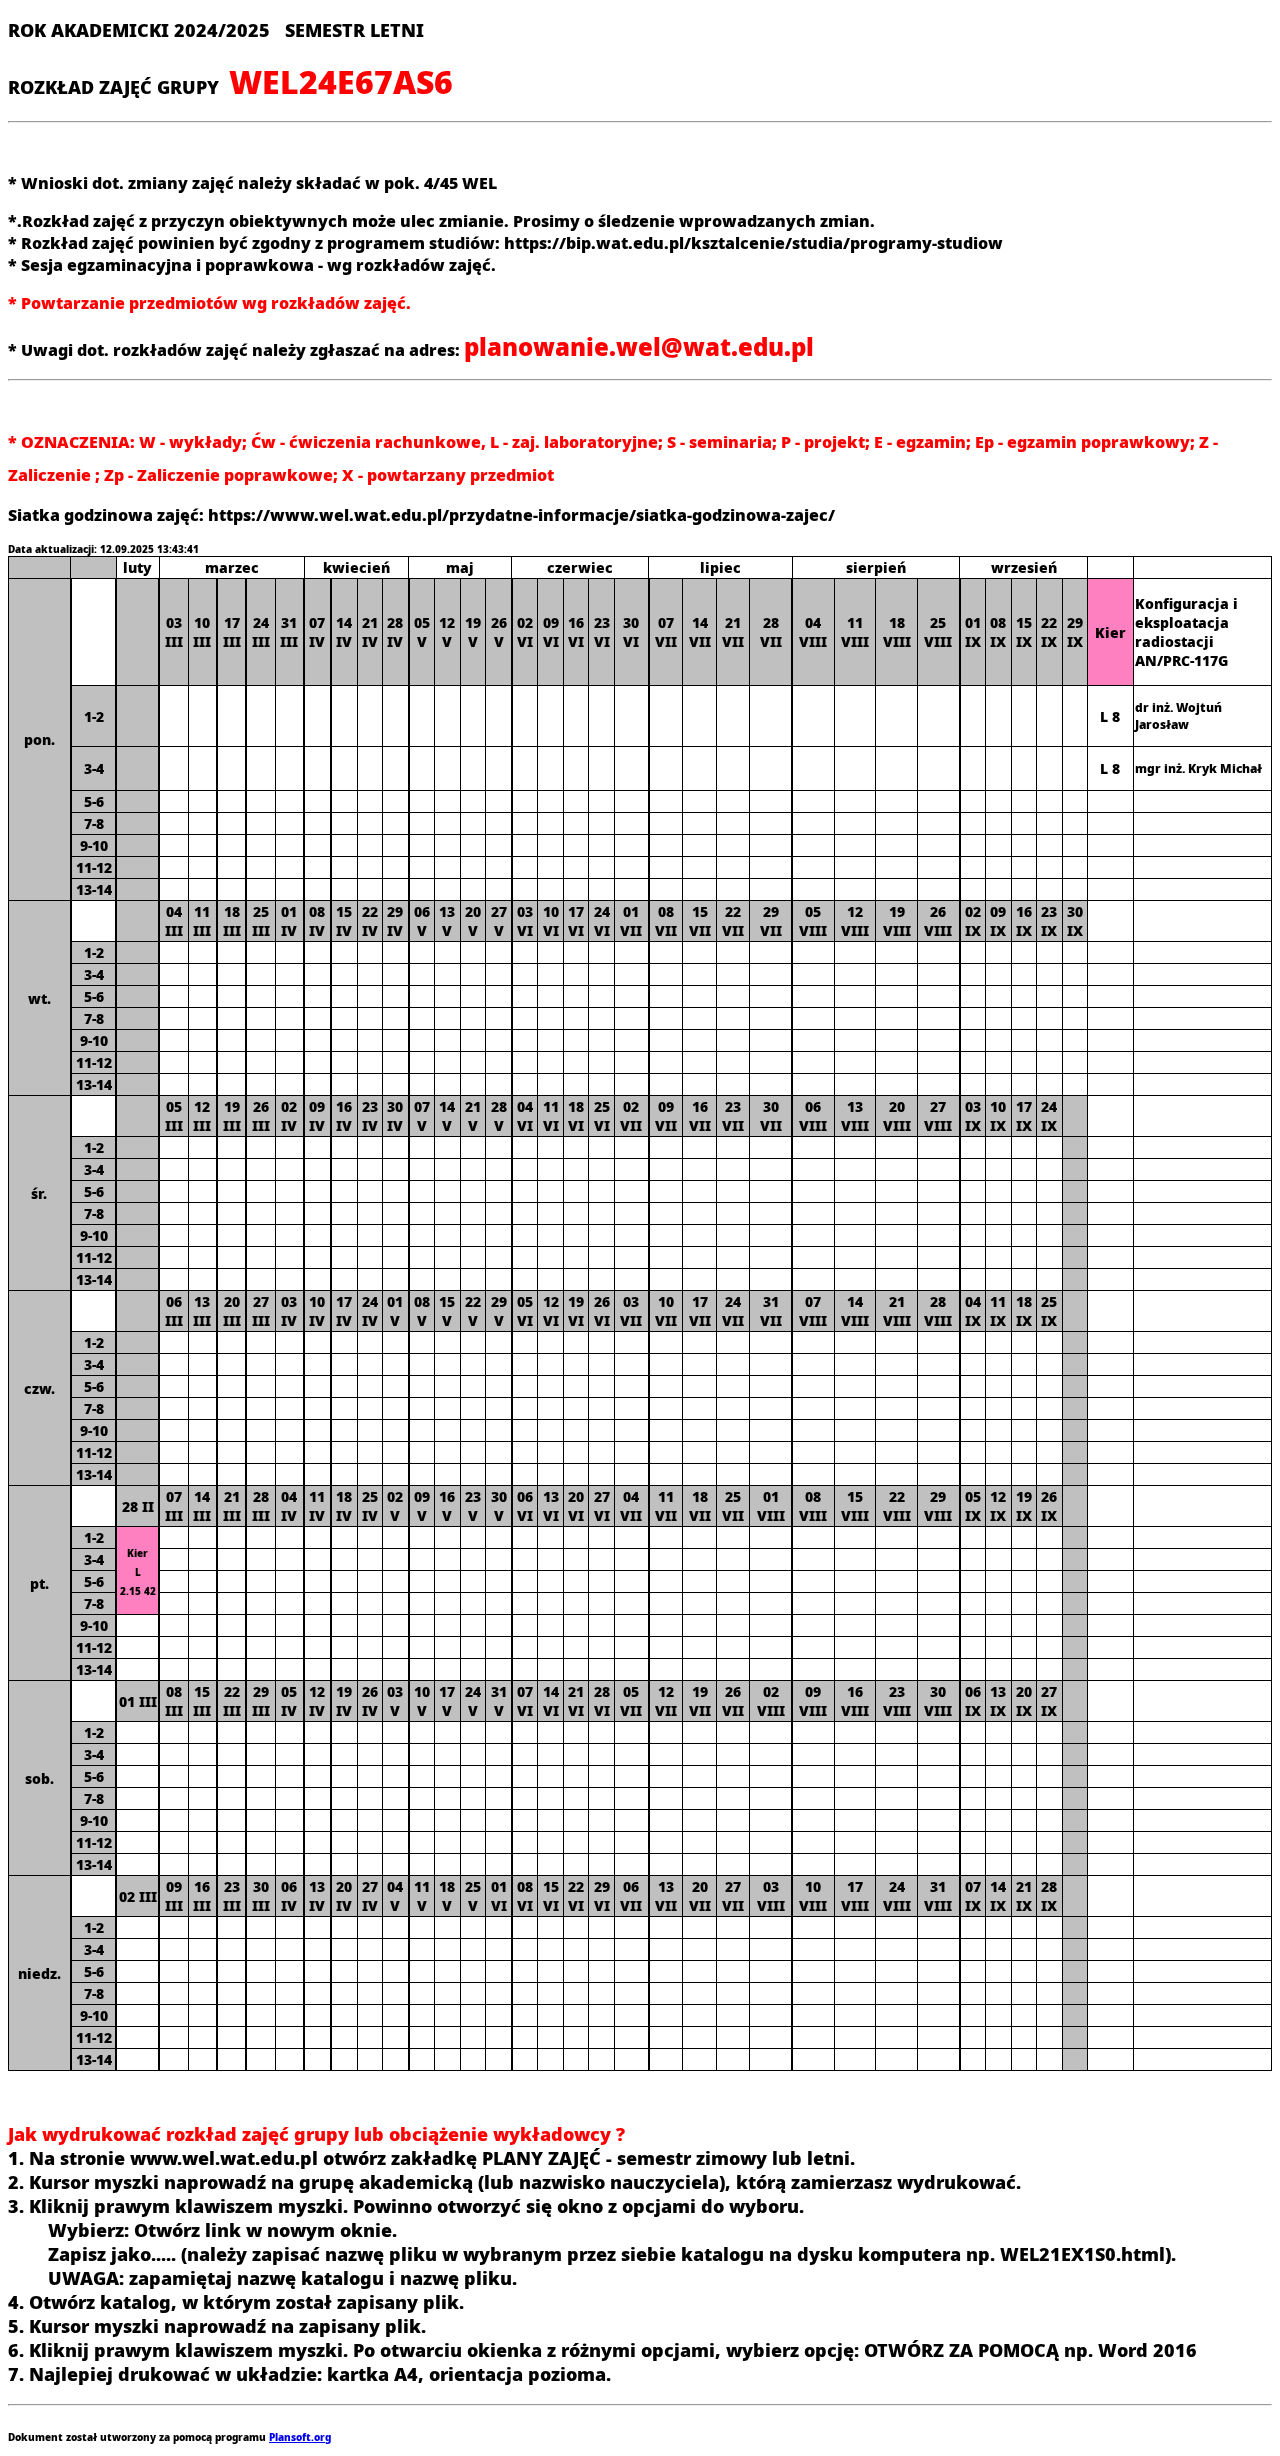 ROK AKADEMICKI 2024/2025 SEMESTR LETNI
ROZKŁAD ZAJĘĆ GRUPY WEL24E67AS6
* Wnioski dot. zmiany zajęć należy składać w pok. 4/45 WEL
*.Rozkład zajęć z przyczyn obiektywnych może ulec zmianie. Prosimy o śledzenie wprowadzanych zmian.
* Rozkład zajęć powinien być zgodny z programem studiów: https://bip.wat.edu.pl/ksztalcenie/studia/programy-studiow
* Sesja egzaminacyjna i poprawkowa - wg rozkładów zajęć.
* Powtarzanie przedmiotów wg rozkładów zajęć.
* Uwagi dot. rozkładów zajęć należy zgłaszać na adres: planowanie.wel@wat.edu.pl
* OZNACZENIA: W - wykłady; Ćw - ćwiczenia rachunkowe, L - zaj. laboratoryjne; S - seminaria; P - projekt; E - egzamin; Ep - egzamin poprawkowy; Z -
Zaliczenie ; Zp - Zaliczenie poprawkowe; X - powtarzany przedmiot
Siatka godzinowa zajęć: https://www.wel.wat.edu.pl/przydatne-informacje/siatka-godzinowa-zajec/
Data aktualizacji: 12.09.2025 13:43:41
luty marzec kwiecień maj czerwiec lipiec sierpień wrzesień
pon.
03 10 17 24 31 07 14 21 28 05 12 19 26 02 09 16 23 30 07 14 21 28 04 11 18 25 01 08 15 22 29
III III III III III IV IV IV IV V V V V VI VI VI VI VI VII VII VII VII VIII VIII VIII VIII IX IX IX IX IX
Kier
Konfiguracja i
eksploatacja
radiostacji
AN/PRC-117G
1-2 L 8 dr inż. Wojtuń
Jarosław
3-4 L 8 mgr inż. Kryk Michał
5-6
7-8
9-10
11-12
13-14
wt.
04 11 18 25 01 08 15 22 29 06 13 20 27 03 10 17 24 01 08 15 22 29 05 12 19 26 02 09 16 23 30
III III III III IV IV IV IV IV V V V V VI VI VI VI VII VII VII VII VII VIII VIII VIII VIII IX IX IX IX IX
1-2
3-4
5-6
7-8
9-10
11-12
13-14
śr.
05 12 19 26 02 09 16 23 30 07 14 21 28 04 11 18 25 02 09 16 23 30 06 13 20 27 03 10 17 24
III III III III IV IV IV IV IV V V V V VI VI VI VI VII VII VII VII VII VIII VIII VIII VIII IX IX IX IX
1-2
3-4
5-6
7-8
9-10
11-12
13-14
czw.
06 13 20 27 03 10 17 24 01 08 15 22 29 05 12 19 26 03 10 17 24 31 07 14 21 28 04 11 18 25
III III III III IV IV IV IV V V V V V VI VI VI VI VII VII VII VII VII VIII VIII VIII VIII IX IX IX IX
1-2
3-4
5-6
7-8
9-10
11-12
13-14
pt.
28 II
07 14 21 28 04 11 18 25 02 09 16 23 30 06 13 20 27 04 11 18 25 01 08 15 22 29 05 12 19 26
III III III III IV IV IV IV V V V V V VI VI VI VI VII VII VII VII VIII VIII VIII VIII VIII IX IX IX IX
1-2
3-4
5-6
7-8
Kier
L
2.15 42
9-10
11-12
13-14
sob.
01 III
08 15 22 29 05 12 19 26 03 10 17 24 31 07 14 21 28 05 12 19 26 02 09 16 23 30 06 13 20 27
III III III III IV IV IV IV V V V V V VI VI VI VI VII VII VII VII VIII VIII VIII VIII VIII IX IX IX IX
1-2
3-4
5-6
7-8
9-10
11-12
13-14
niedz.
02 III
09 16 23 30 06 13 20 27 04 11 18 25 01 08 15 22 29 06 13 20 27 03 10 17 24 31 07 14 21 28
III III III III IV IV IV IV V V V V VI VI VI VI VI VII VII VII VII VIII VIII VIII VIII VIII IX IX IX IX
1-2
3-4
5-6
7-8
9-10
11-12
13-14
Jak wydrukować rozkład zajęć grupy lub obciążenie wykładowcy ?
1. Na stronie www.wel.wat.edu.pl otwórz zakładkę PLANY ZAJĘĆ - semestr zimowy lub letni.
2. Kursor myszki naprowadź na grupę akademicką (lub nazwisko nauczyciela), którą zamierzasz wydrukować.
3. Kliknij prawym klawiszem myszki. Powinno otworzyć się okno z opcjami do wyboru.
Wybierz: Otwórz link w nowym oknie.
Zapisz jako..... (należy zapisać nazwę pliku w wybranym przez siebie katalogu na dysku komputera np. WEL21EX1S0.html).
UWAGA: zapamiętaj nazwę katalogu i nazwę pliku.
4. Otwórz katalog, w którym został zapisany plik.
5. Kursor myszki naprowadź na zapisany plik.
6. Kliknij prawym klawiszem myszki. Po otwarciu okienka z różnymi opcjami, wybierz opcję: OTWÓRZ ZA POMOCĄ np. Word 2016
7. Najlepiej drukować w układzie: kartka A4, orientacja pozioma.
Dokument został utworzony za pomocą programu Plansoft.org